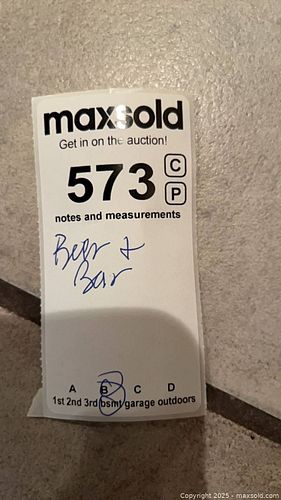 maxsold
Get in on the auction!
573 C
P
notes and measurements
Beer +
Bar
A B C D
1st 2nd 3rd bsmt garage outdoors
Copyright © 2025 - maxsold.com